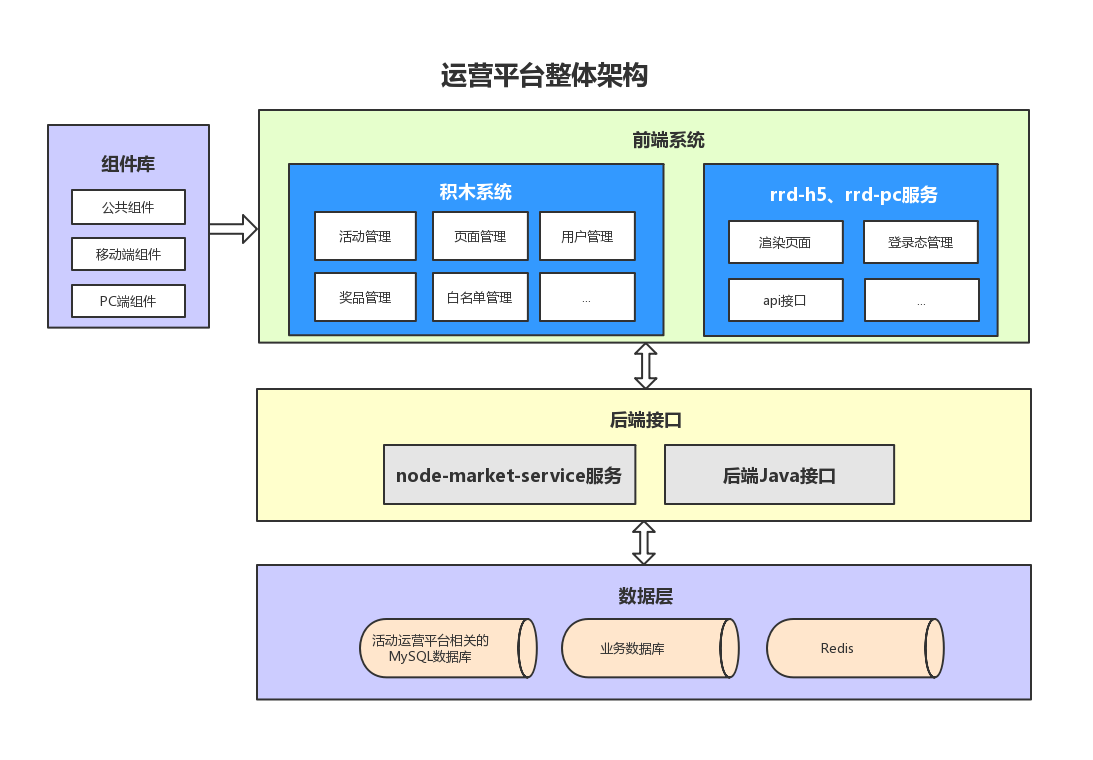 运营平台整体架构
组件库
公共组件
移动端组件
PC端组件
前端系统
积木系统
活动管理
页面管理
用户管理
奖品管理
白名单管理
...
rrd-h5、rrd-pc服务
渲染页面
登录态管理
api接口
...
后端接口
node-market-service服务
后端Java接口
数据层
活动运营平台相关的
MySQL数据库
业务数据库
Redis